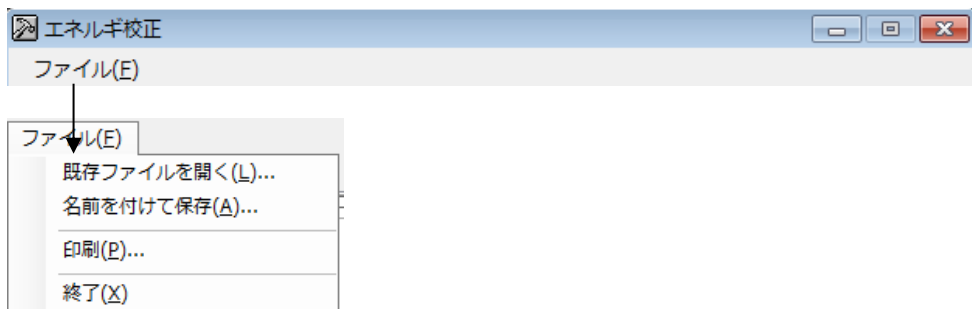 エネルギ校正
ファイル(F)
ファイル(F)
既存ファイルを開く(L)...
名前を付けて保存(A)...
印刷(P)...
終了(X)